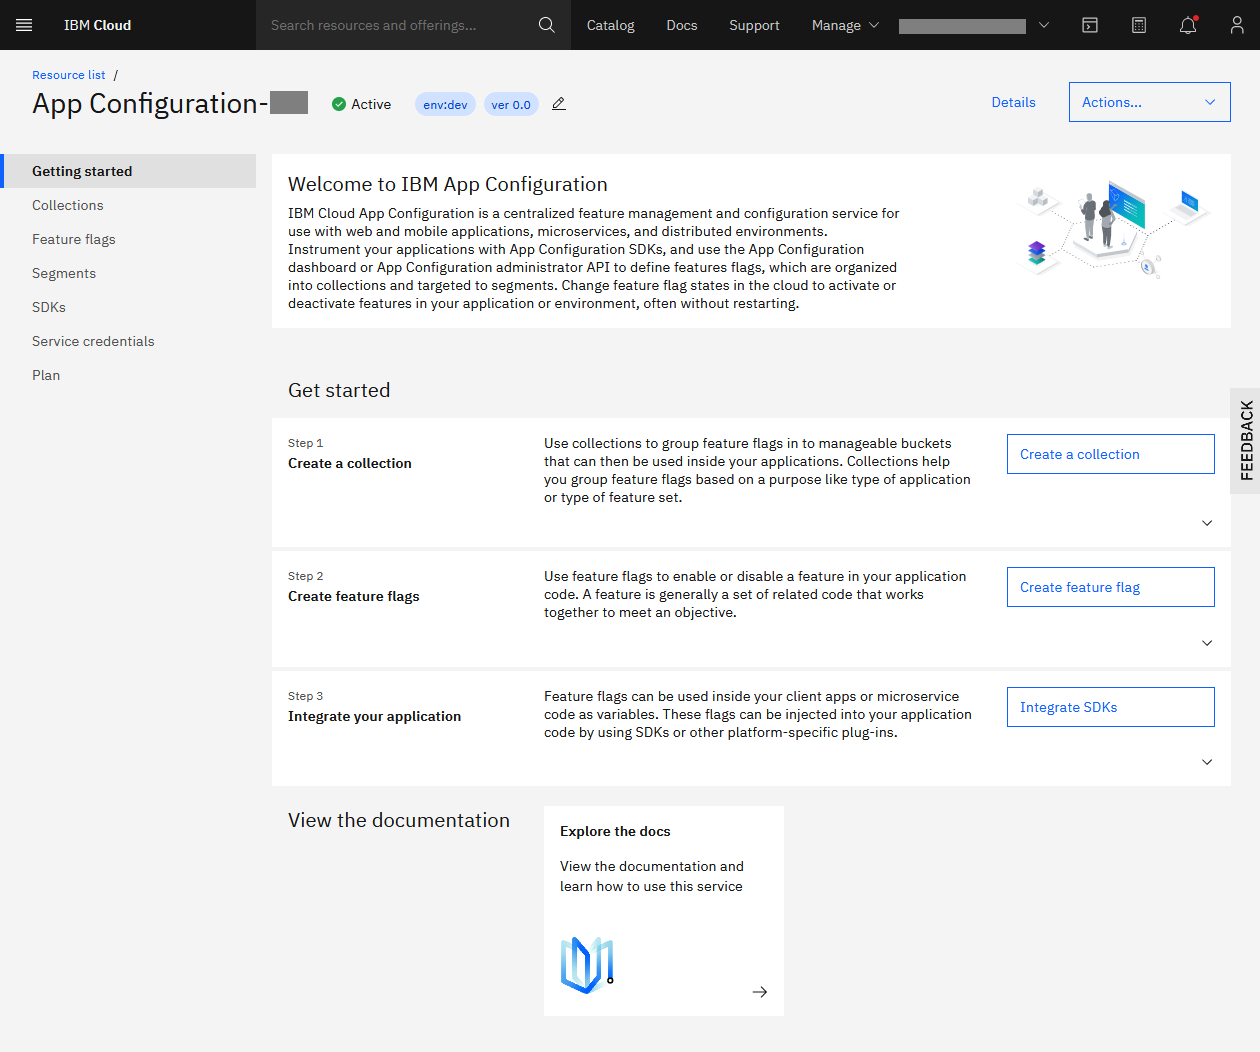 IBM Cloud
Search resources and offerings...
Catalog
Docs
Support
Manage
Resource list /
App Configuration-
Active
env:dev
ver 0.0
Details
Actions...
Getting started
Collections
Feature flags
Segments
SDKs
Service credentials
Plan
Welcome to IBM App Configuration
IBM Cloud App Configuration is a centralized feature management and configuration service for
use with web and mobile applications, microservices, and distributed environments.
Instrument your applications with App Configuration SDKs, and use the App Configuration
dashboard or App Configuration administrator API to define features flags, which are organized
into collections and targeted to segments. Change feature flag states in the cloud to activate or
deactivate features in your application or environment, often without restarting.
Get started
Step 1
Create a collection
Use collections to group feature flags in to manageable buckets
that can then be used inside your applications. Collections help
you group feature flags based on a purpose like type of application
or type of feature set.
Create a collection
Step 2
Create feature flags
Use feature flags to enable or disable a feature in your application
code. A feature is generally a set of related code that works
together to meet an objective.
Create feature flag
Step 3
Integrate your application
Feature flags can be used inside your client apps or microservice
code as variables. These flags can be injected into your application
code by using SDKs or other platform-specific plug-ins.
Integrate SDKs
FEEDBACK
View the documentation
Explore the docs
View the documentation and
learn how to use this service